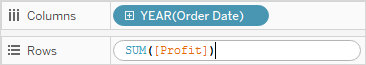 Columns YEAR(Order Date)
Rows SUM([Profit])